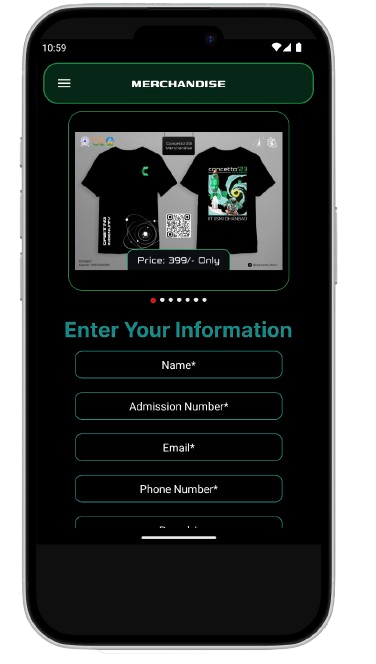 10:59
MERCHANDISE
Concetto'23
Merchandise
concetto'23
IIT (ISM) DHANBAD
Price: 399/- Only
Enter Your Information
Name*
Admission Number*
Email*
Phone Number*